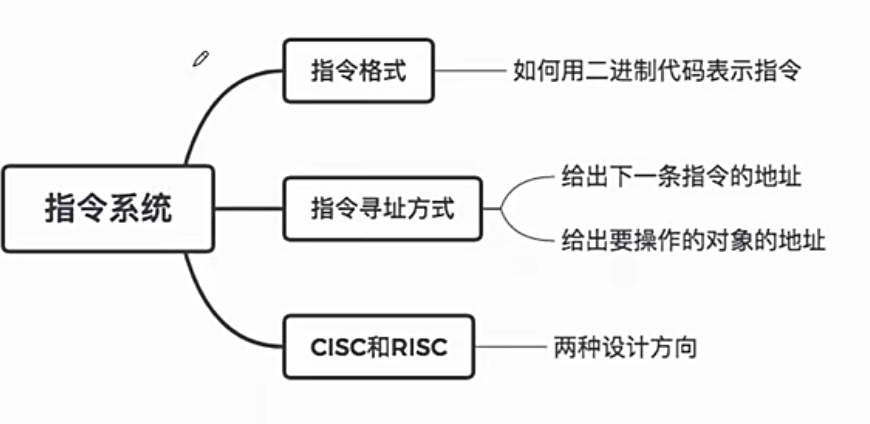 指令格式
如何用二进制代码表示指令
指令系统
指令寻址方式
给出下一条指令的地址
给出要操作的对象的地址
CISC和RISC
两种设计方向